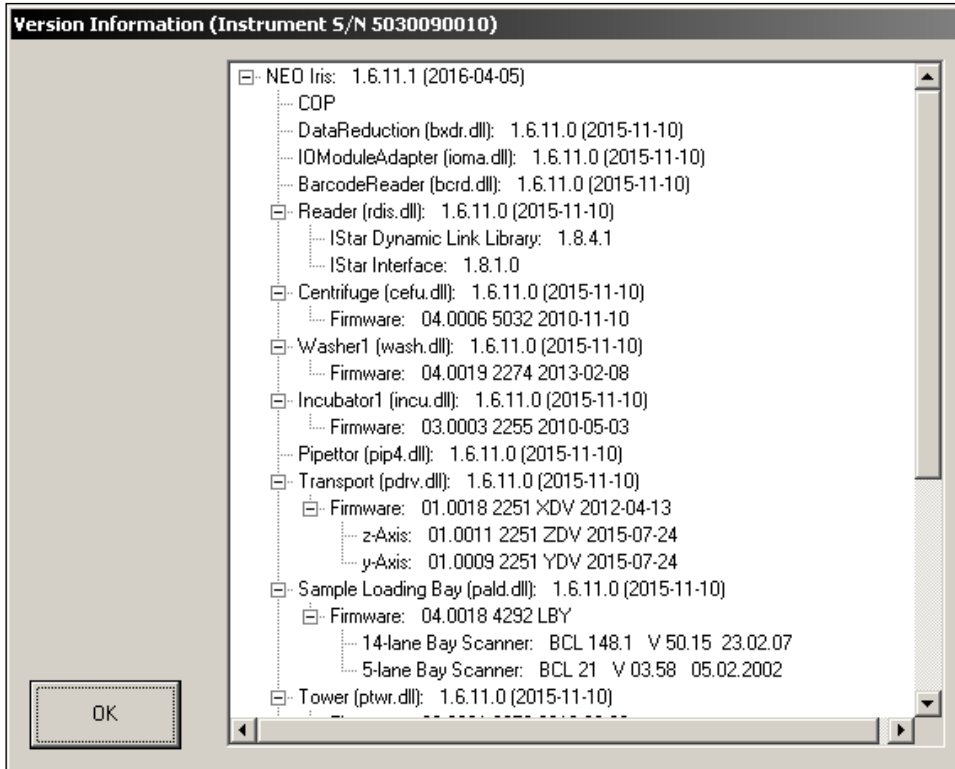 Version Information (Instrument S/N 5030090010)
NEO Iris: 1.6.11.1 (2016-04-05)
COP
DataReduction (bxdr.dll): 1.6.11.0 (2015-11-10)
IOModuleAdapter (ioma.dll): 1.6.11.0 (2015-11-10)
BarcodeReader (bcrd.dll): 1.6.11.0 (2015-11-10)
Reader (rdis.dll): 1.6.11.0 (2015-11-10)
IStar Dynamic Link Library: 1.8.4.1
IStar Interface: 1.8.1.0
Centrifuge (cefu.dll): 1.6.11.0 (2015-11-10)
Firmware: 04.0006 5032 2010-11-10
Washer1 (wash.dll): 1.6.11.0 (2015-11-10)
Firmware: 04.0019 2274 2013-02-08
Incubator1 (incu.dll): 1.6.11.0 (2015-11-10)
Firmware: 03.0003 2255 2010-05-03
Pipettor (pip4.dll): 1.6.11.0 (2015-11-10)
Transport (pdrv.dll): 1.6.11.0 (2015-11-10)
Firmware: 01.0018 2251 XDV 2012-04-13
z-Axis: 01.0011 2251 ZDV 2015-07-24
y-Axis: 01.0009 2251 YDV 2015-07-24
Sample Loading Bay (pald.dll): 1.6.11.0 (2015-11-10)
Firmware: 04.0018 4292 LBY
14-lane Bay Scanner: BCL 148.1 V 50.15 23.02.07
5-lane Bay Scanner: BCL 21 V 03.58 05.02.2002
Tower (ptwr.dll): 1.6.11.0 (2015-11-10)
OK